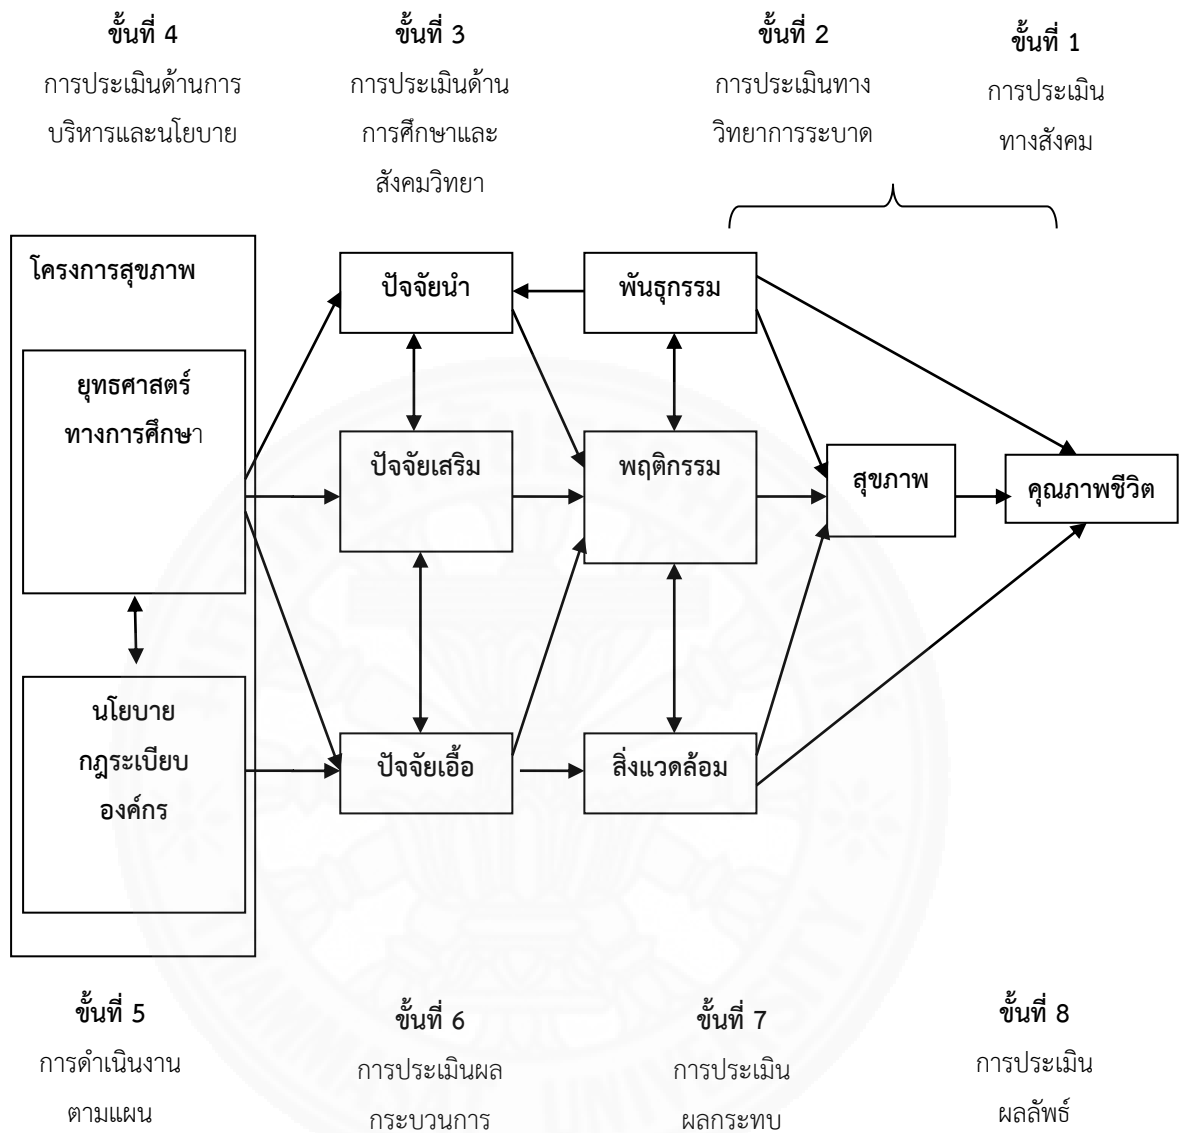 ขั้นที่ 4
การประเมินด้านการ
บริหารและนโยบาย
ขั้นที่ 3
การประเมินด้าน
การศึกษาและ
สังคมวิทยา
ขั้นที่ 2
การประเมินทาง
วิทยาการระบาด
ขั้นที่ 1
การประเมิน
ทางสังคม
โครงการสุขภาพ
ยุทธศาสตร์
ทางการศึกษา
นโยบาย
กฎระเบียบ
องค์กร
ปัจจัยนำ
ปัจจัยเสริม
ปัจจัยเอื้อ
พันธุกรรม
พฤติกรรม
สิ่งแวดล้อม
สุขภาพ
คุณภาพชีวิต
ขั้นที่ 5
การดำเนินงาน
ตามแผน
ขั้นที่ 6
การประเมินผล
กระบวนการ
ขั้นที่ 7
การประเมิน
ผลกระทบ
ขั้นที่ 8
การประเมิน
ผลลัพธ์
THAMMASAT UNIVERSITY